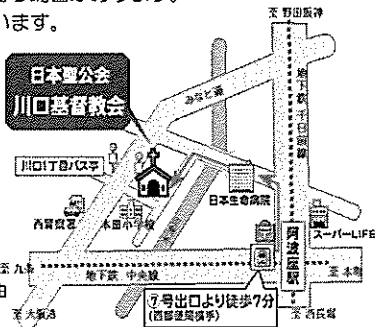 います。
至 野田阪神
日本聖公会
川口基督教会
みなと通
地下鉄 千日前線
川口1丁目バス亭
日本生命病院
西警察署
本田小学校
スーパーLIFE
阿波座駅
至 九条
地下鉄 中央線
至 本町
⑦号出口より徒歩7分
(西部建陽横手)
由
至 大阪港
至 西長堀